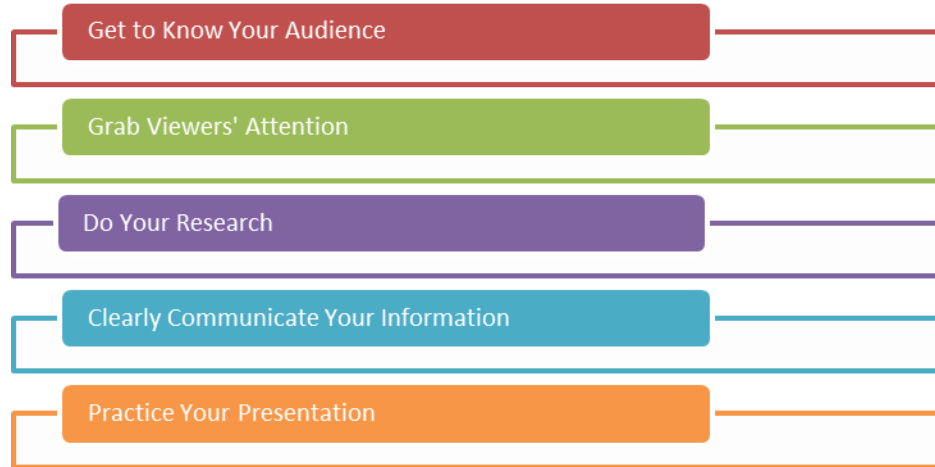 Get to Know Your Audience
Grab Viewers' Attention
Do Your Research
Clearly Communicate Your Information
Practice Your Presentation